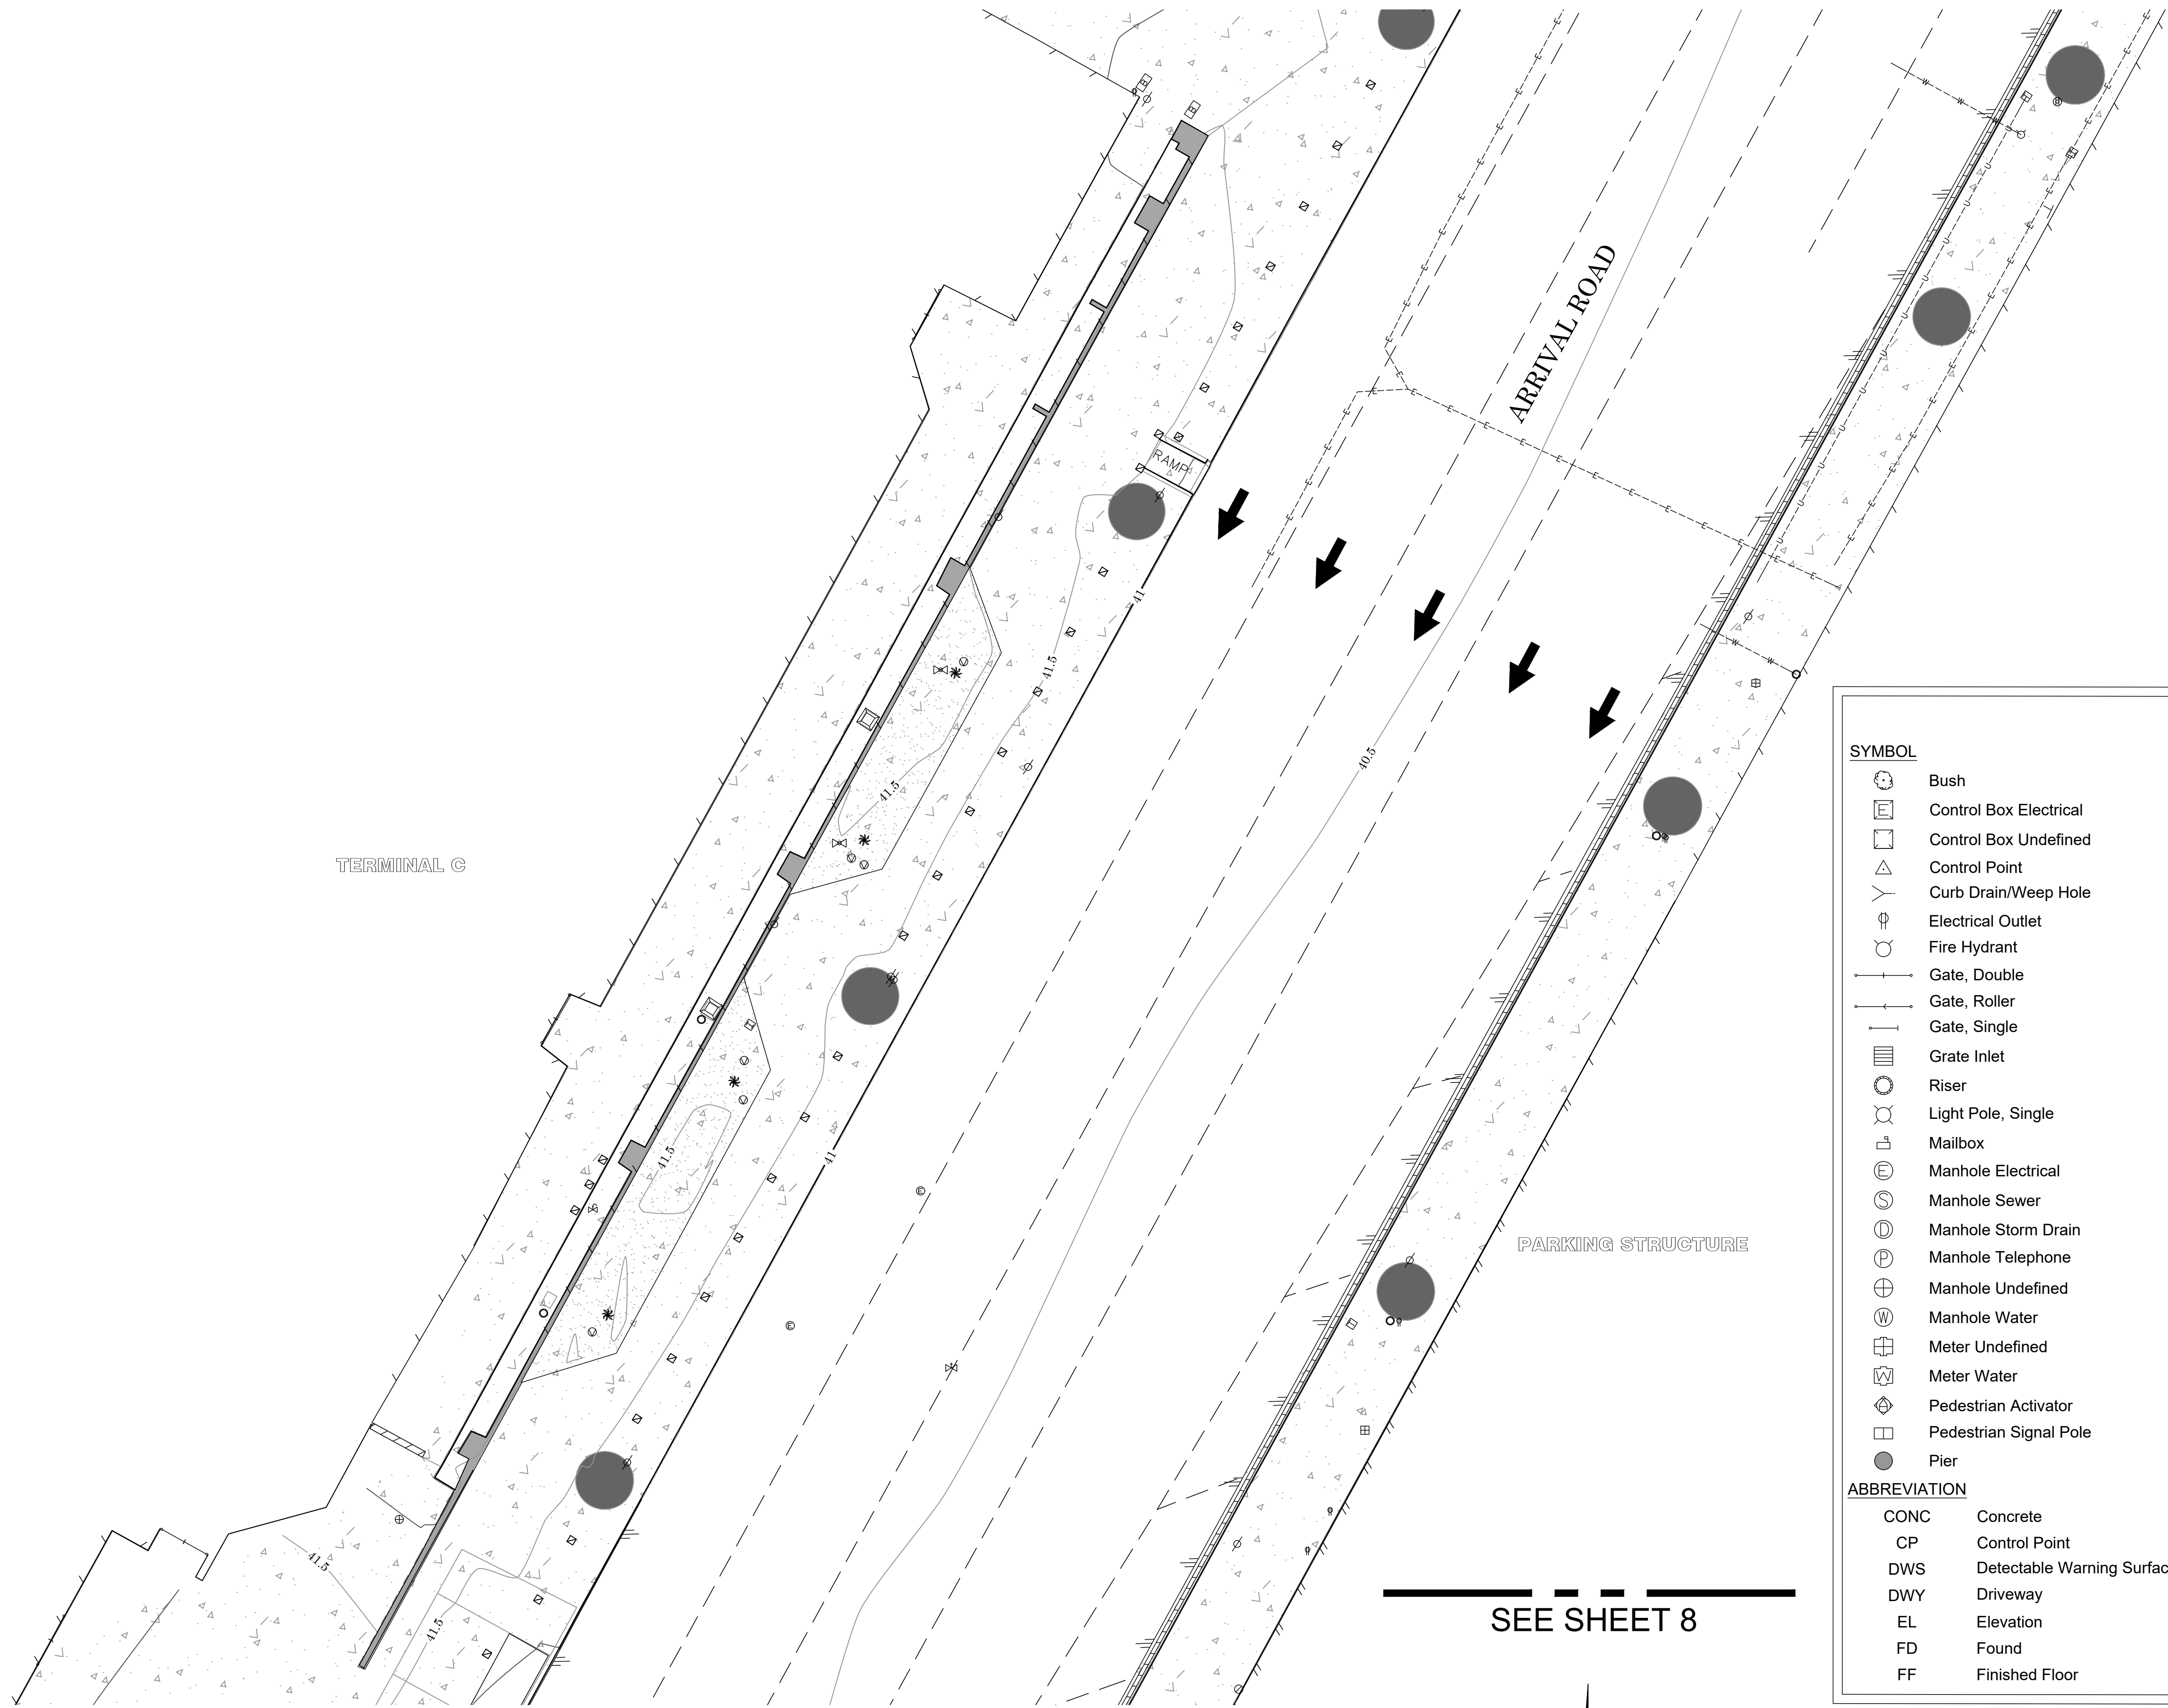 ARRIVAL ROAD
RAMP
41
41.5
40.5
41.5
TERMINAL C
41.5
41
PARKING STRUCTURE
41.5
41.5
SEE SHEET 8
SYMBOL
Bush
E Control Box Electrical
Control Box Undefined
Control Point
Curb Drain/Weep Hole
Electrical Outlet
Fire Hydrant
Gate, Double
Gate, Roller
Gate, Single
Grate Inlet
Riser
Light Pole, Single
Mailbox
E Manhole Electrical
S Manhole Sewer
D Manhole Storm Drain
P Manhole Telephone
Manhole Undefined
W Manhole Water
Meter Undefined
W Meter Water
A Pedestrian Activator
Pedestrian Signal Pole
Pier
ABBREVIATION
CONC Concrete
CP Control Point
DWS Detectable Warning Surfac
DWY Driveway
EL Elevation
FD Found
FF Finished Floor